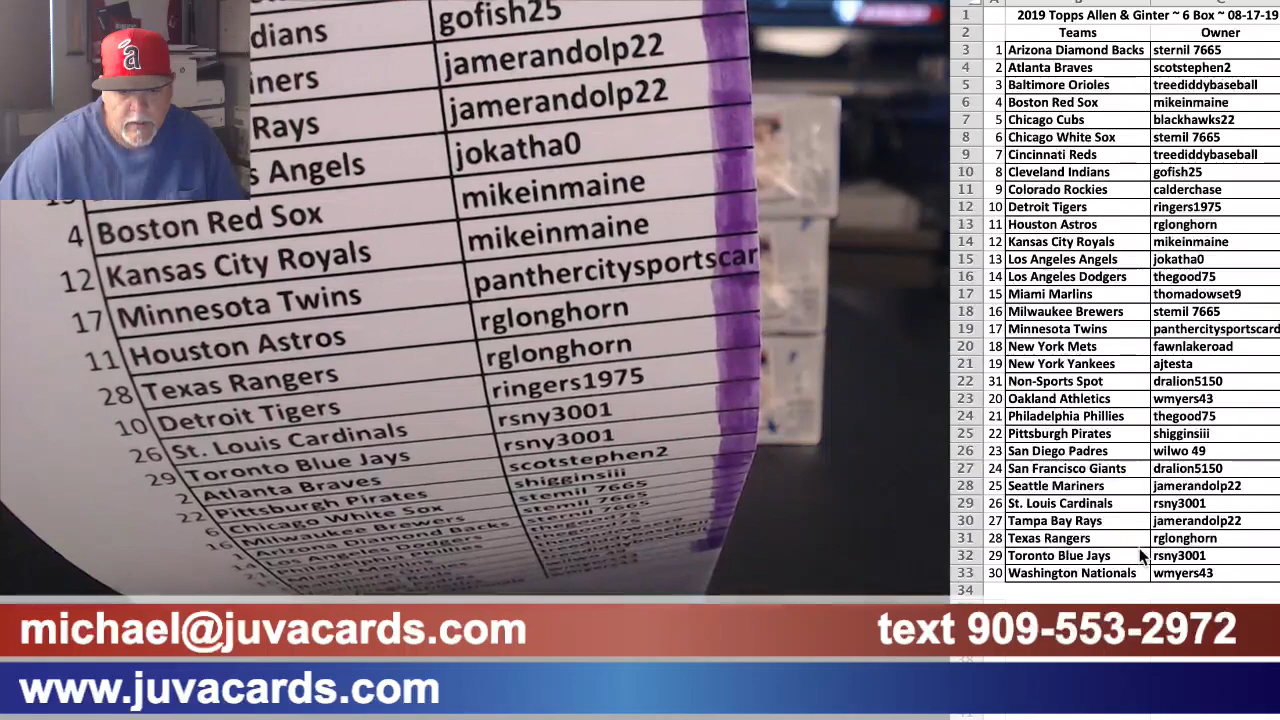 a
dians gofish25
iners jamerandolp22
Rays jamerandolp22
s Angels jokatha0
4 Boston Red Sox mikeinmaine
12 Kansas City Royals mikeinmaine
17 Minnesota Twins panthercitysportscar
11 Houston Astros rglonghorn
28 Texas Rangers rglonghorn
10 Detroit Tigers ringers1975
26 St. Louis Cardinals rsny3001
29 Toronto Blue Jays rsny3001
2 Atlanta Braves scotstephen2
22 Pittsburgh Pirates shigginsiii
6 Chicago White Sox stemil 7665
16 Milwaukee Brewers stemil 7665
Arizona Diamond Backs stemil 7665
A
1 2019 Topps Allen & Ginter ~ 6 Box ~ 08-17-19
2 Teams Owner
3 1 Arizona Diamond Backs sternil 7665
4 2 Atlanta Braves scotstephen2
5 3 Baltimore Orioles treediddybaseball
6 4 Boston Red Sox mikeinmaine
7 5 Chicago Cubs blackhawks22
8 6 Chicago White Sox stemil 7665
9 7 Cincinnati Reds treediddybaseball
10 8 Cleveland Indians gofish25
11 9 Colorado Rockies calderchase
12 10 Detroit Tigers ringers1975
13 11 Houston Astros rglonghorn
14 12 Kansas City Royals mikeinmaine
15 13 Los Angeles Angels jokatha0
16 14 Los Angeles Dodgers thegood75
17 15 Miami Marlins thomadowset9
18 16 Milwaukee Brewers stemil 7665
19 17 Minnesota Twins panthercitysportscard
20 18 New York Mets fawnlakeroad
21 19 New York Yankees ajtesta
22 31 Non-Sports Spot dralion5150
23 20 Oakland Athletics wmyers43
24 21 Philadelphia Phillies thegood75
25 22 Pittsburgh Pirates shigginsiii
26 23 San Diego Padres wilwo 49
27 24 San Francisco Giants dralion5150
28 25 Seattle Mariners jamerandolp22
29 26 St. Louis Cardinals rsny3001
30 27 Tampa Bay Rays jamerandolp22
31 28 Texas Rangers rglonghorn
32 29 Toronto Blue Jays rsny3001
33 30 Washington Nationals wmyers43
34
michael@juvacards.com text 909-553-2972
www.juvacards.com